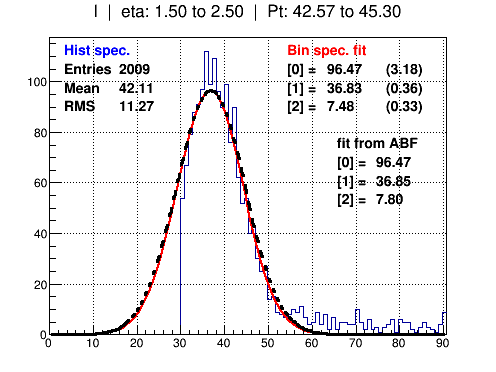 I | eta: 1.50 to 2.50 | Pt: 42.57 to 45.30
Hist spec.
Entries 2009
Mean 42.11
RMS 11.27
Bin spec. fit
[0] = 96.47 (3.18)
[1] = 36.83 (0.36)
[2] = 7.48 (0.33)
fit from ABF
[0] = 96.47
[1] = 36.85
[2] = 7.80
100
80
60
40
20
0
0 10 20 30 40 50 60 70 80 90